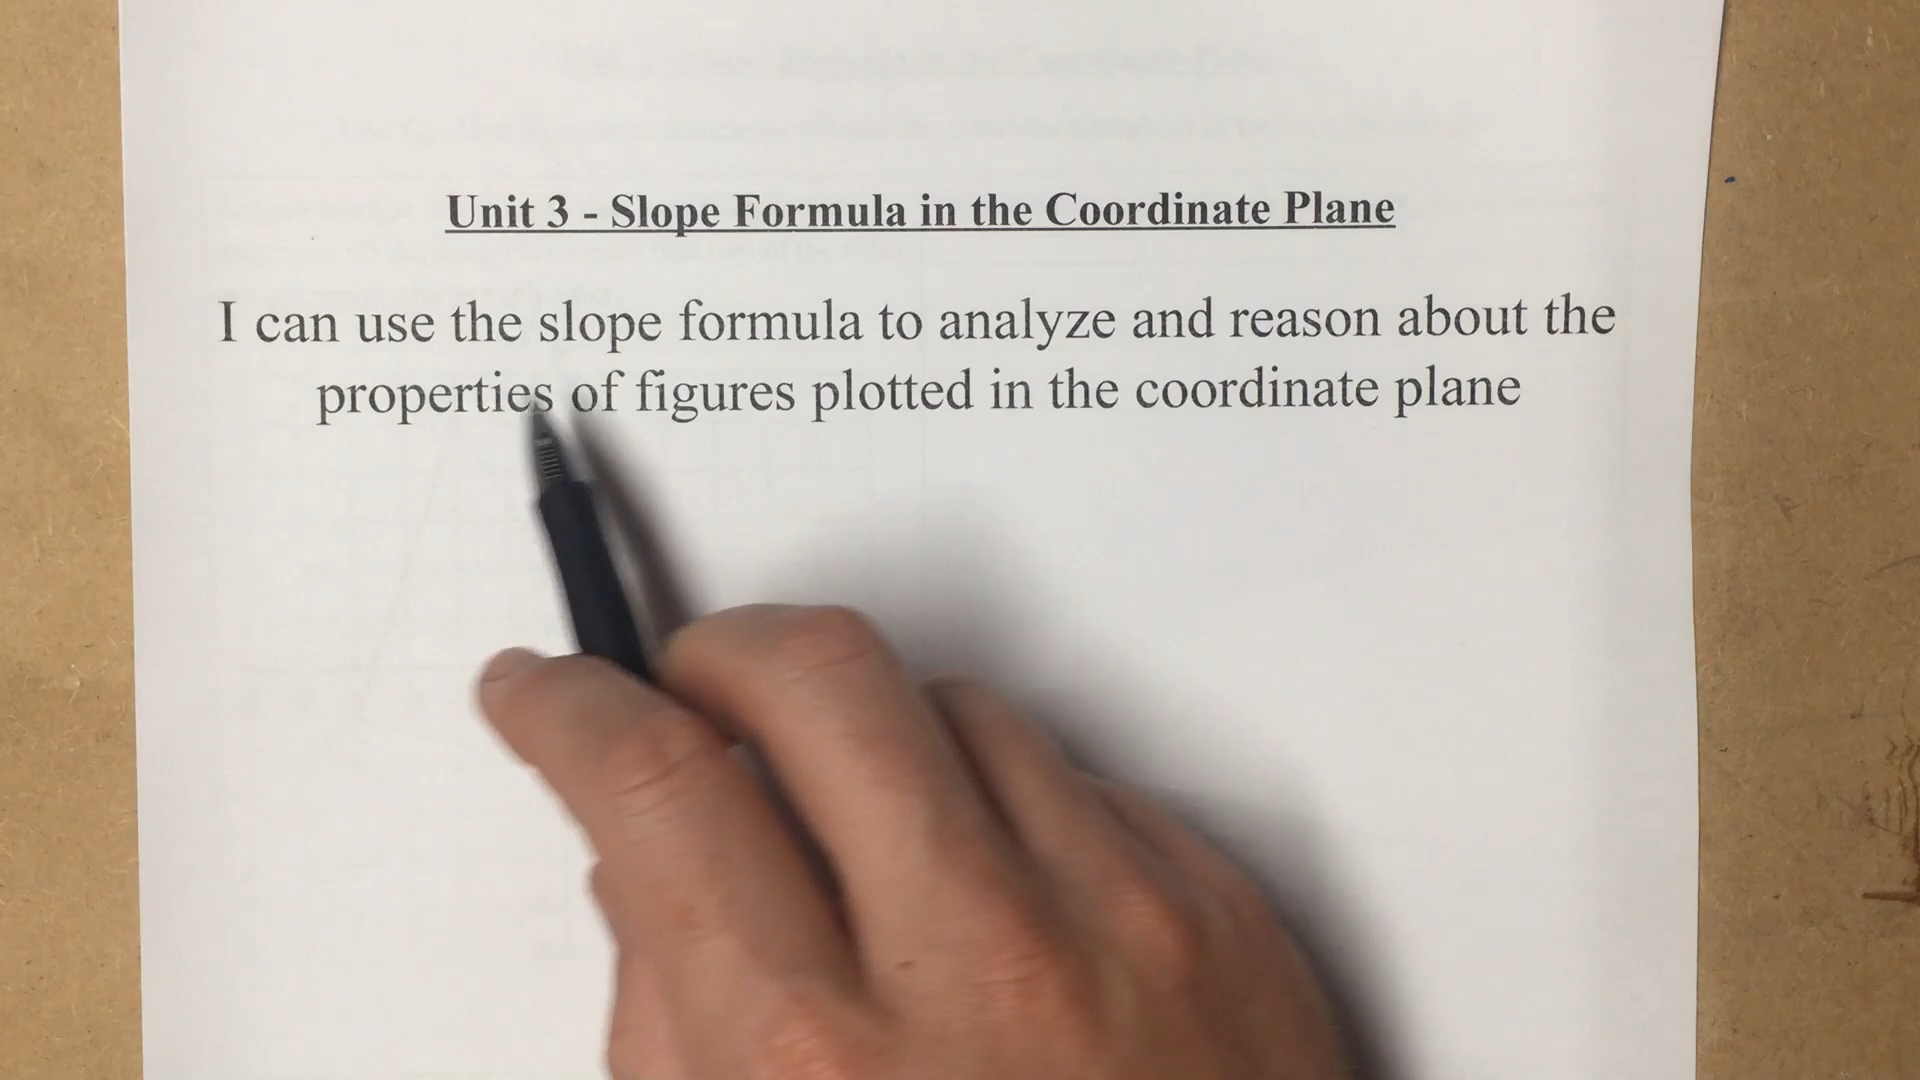 Unit 3 - Slope Formula in the Coordinate Plane
I can use the slope formula to analyze and reason about the
properties of figures plotted in the coordinate plane